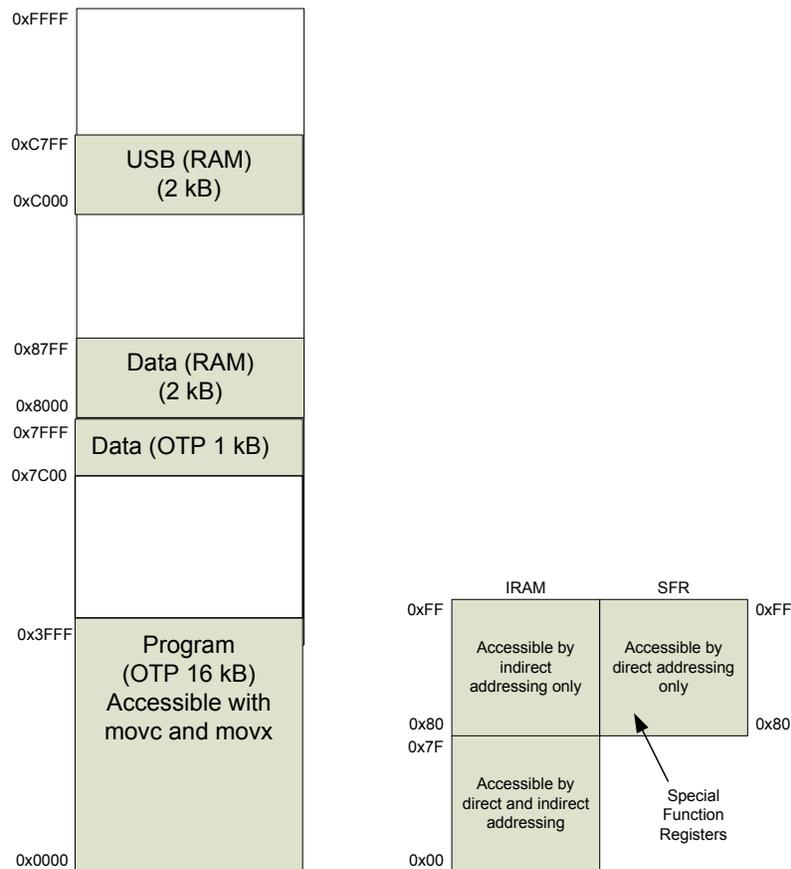 0xFFFF
0xC7FF
USB (RAM)
(2 kB)
0xC000
0x87FF
Data (RAM)
(2 kB)
0x8000
0x7FFF
Data (OTP 1 kB)
0x7C00
0x3FFF
Program
(OTP 16 kB)
Accessible with
movc and movx
0x0000
IRAM
SFR
0xFF
0xFF
Accessible by
indirect
addressing only
Accessible by
direct addressing
only
0x80
0x80
0x7F
Accessible by
direct and indirect
addressing
Special
Function
Registers
0x00